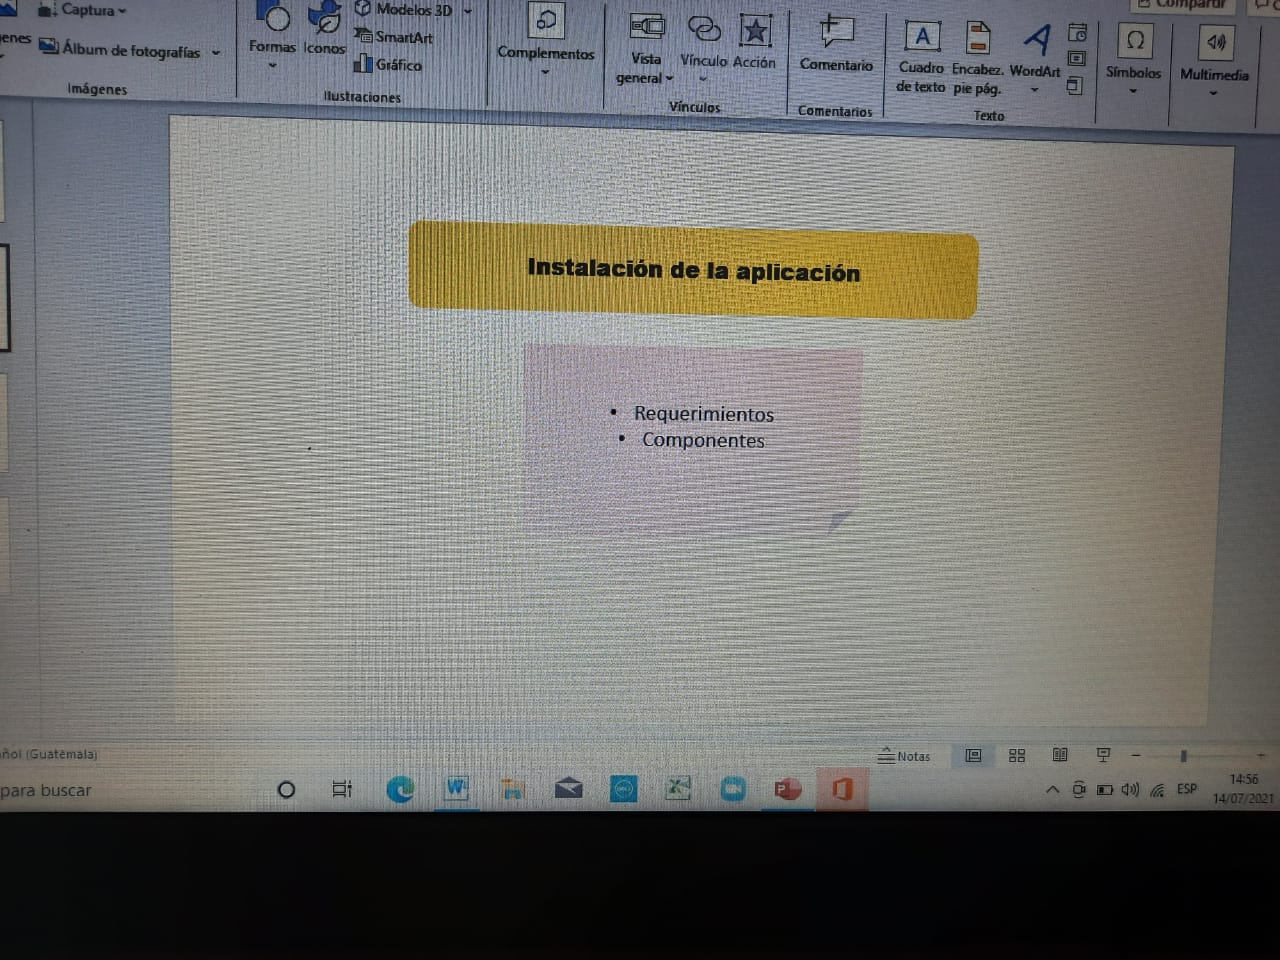 Captura
Álbum de fotografías
Imágenes
Formas
Iconos
Modelos 3D
SmartArt
Gráfico
Ilustraciones
Complementos
Vista general
Vínculo
Acción
Vínculos
Comentario
Comentarios
Cuadro de texto
Encabez. pie pág.
WordArt
Texto
Símbolos
Multimedia
Compartir
Instalación de la aplicación
• Requerimientos
• Componentes
(Guatemala)
Notas
para buscar
ESP
14:56
14/07/2021